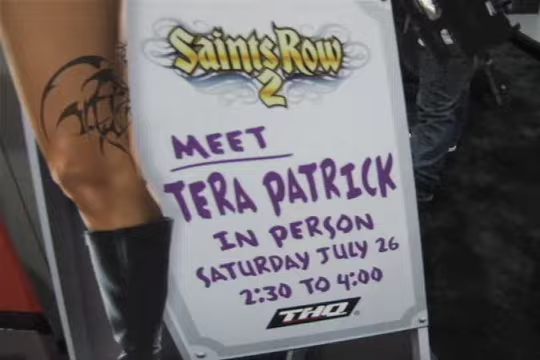 Saints Row
2
MEET
TERA PATRICK
IN PERSON
SATURDAY JULY 26
2:30 TO 4:00
THQ